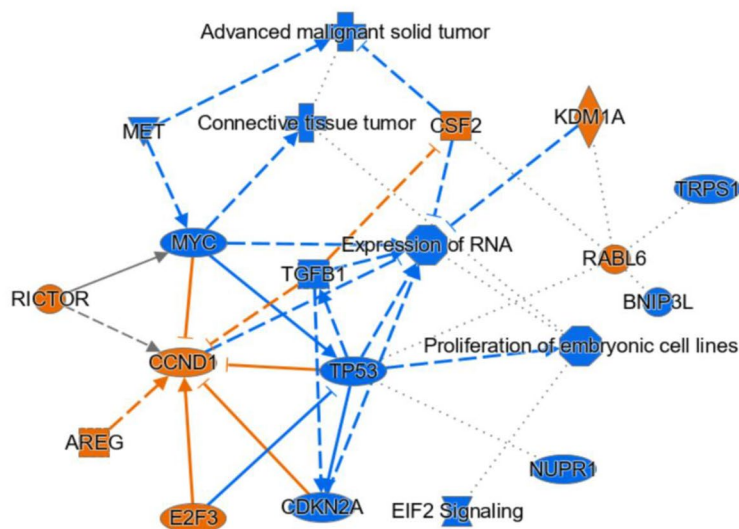 Advanced malignant solid tumor
MET
Connective tissue tumor
CSF2
KDM1A
TRPS1
MYC
Expression of RNA
TGFB1
RABL6
RICTOR
BNIP3L
CCND1
TP53
Proliferation of embryonic cell lines
AREG
NUPR1
E2F3
CDKN2A
EIF2 Signaling